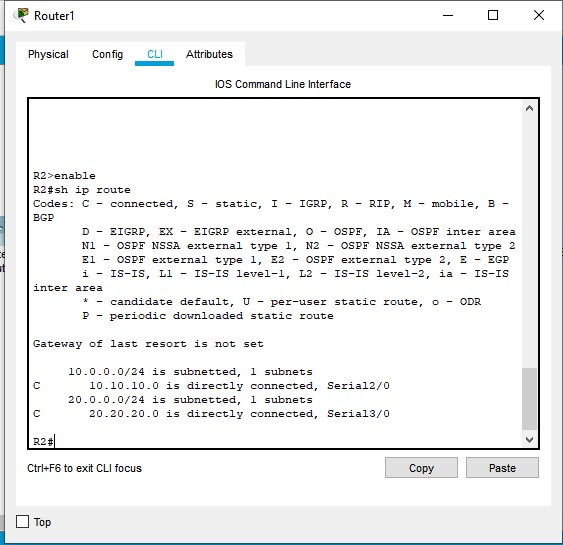 Router1
Physical Config CLI Attributes
IOS Command Line Interface
R2>enable
R2#sh ip route
Codes: C - connected, S - static, I - IGRP, R - RIP, M - mobile, B -
BGP
D - EIGRP, EX - EIGRP external, O - OSPF, IA - OSPF inter area
N1 - OSPF NSSA external type 1, N2 - OSPF NSSA external type 2
E1 - OSPF external type 1, E2 - OSPF external type 2, E - EGP
i - IS-IS, L1 - IS-IS level-1, L2 - IS-IS level-2, ia - IS-IS
inter area
* - candidate default, U - per-user static route, o - ODR
P - periodic downloaded static route
Gateway of last resort is not set
10.0.0.0/24 is subnetted, 1 subnets
C 10.10.10.0 is directly connected, Serial2/0
20.0.0.0/24 is subnetted, 1 subnets
C 20.20.20.0 is directly connected, Serial3/0
R2#
Ctrl+F6 to exit CLI focus
Copy Paste
Top